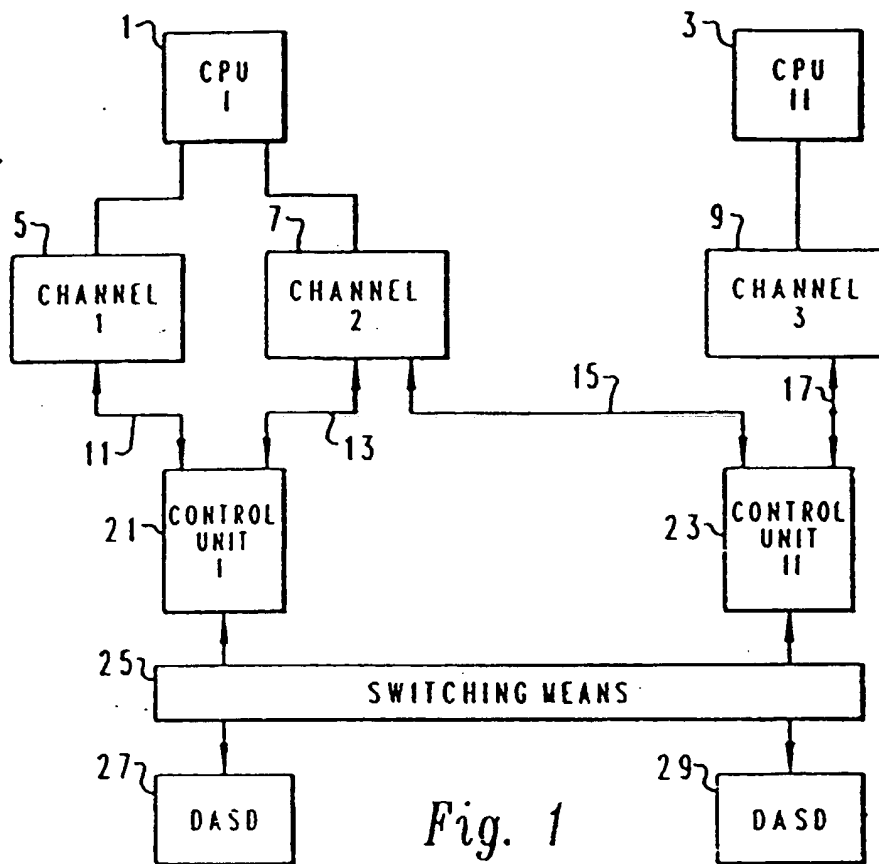 1
CPU
I
3
CPU
II
5
CHANNEL
1
7
CHANNEL
2
9
CHANNEL
3
11
13
15
17
21
CONTROL
UNIT
I
23
CONTROL
UNIT
II
25
SWITCHING MEANS
27
DASD
29
DASD
Fig. 1